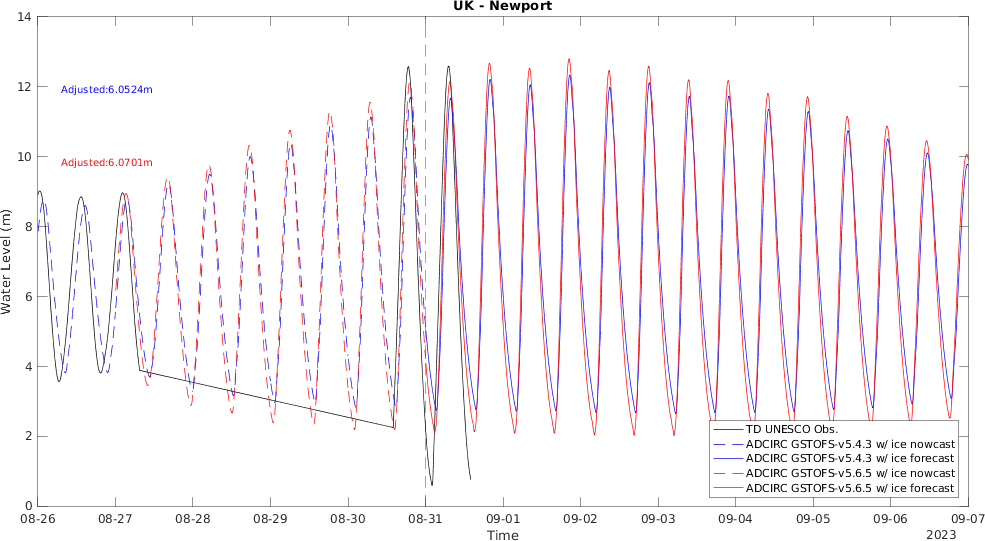 UK - Newport
14
12
10
8
6
4
2
0
Water Level (m)
Adjusted:6.0524m
Adjusted:6.0701m
TD UNESCO Obs.
ADCIRC GSTOFS-v5.4.3 w/ ice nowcast
ADCIRC GSTOFS-v5.4.3 w/ ice forecast
ADCIRC GSTOFS-v5.6.5 w/ ice nowcast
ADCIRC GSTOFS-v5.6.5 w/ ice forecast
08-26 08-27 08-28 08-29 08-30 08-31 09-01 09-02 09-03 09-04 09-05 09-06 09-07
Time
2023